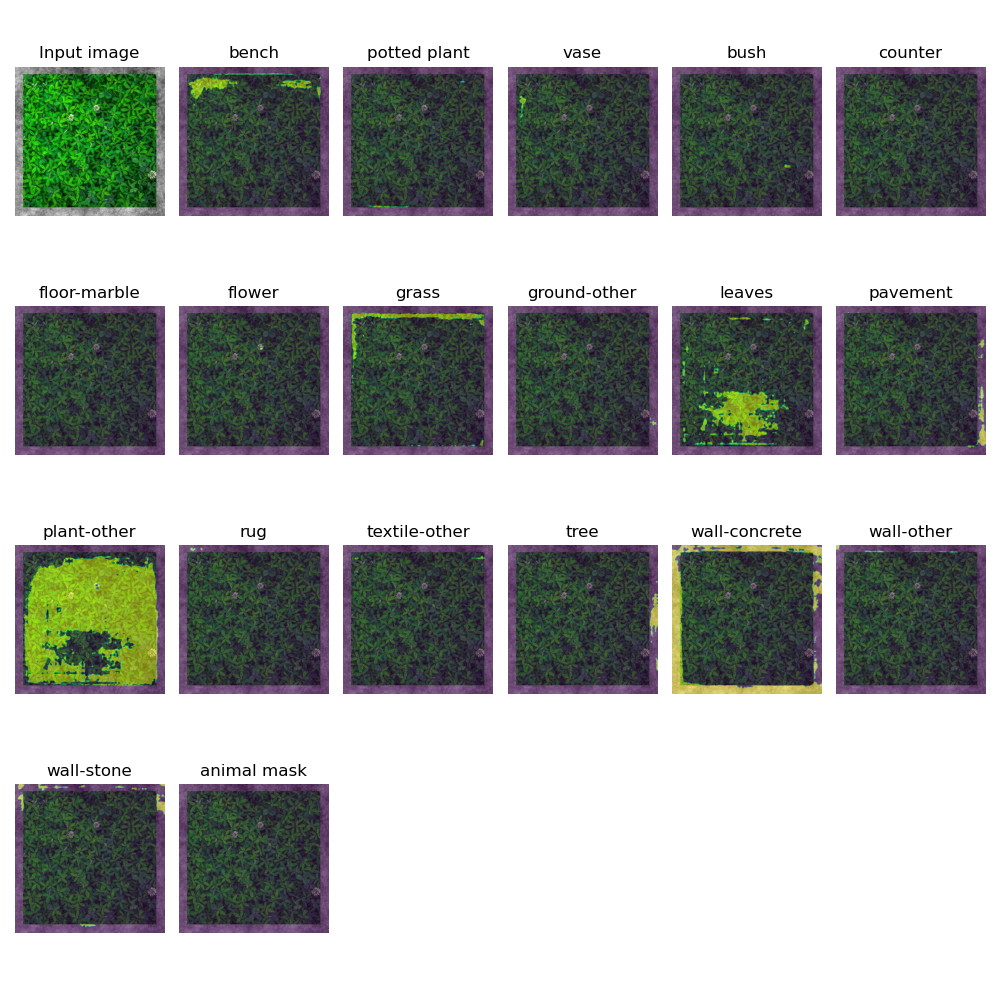 Input image
bench
potted plant
vase
bush
counter
floor-marble
flower
grass
ground-other
leaves
pavement
plant-other
rug
textile-other
tree
wall-concrete
wall-other
wall-stone
animal mask